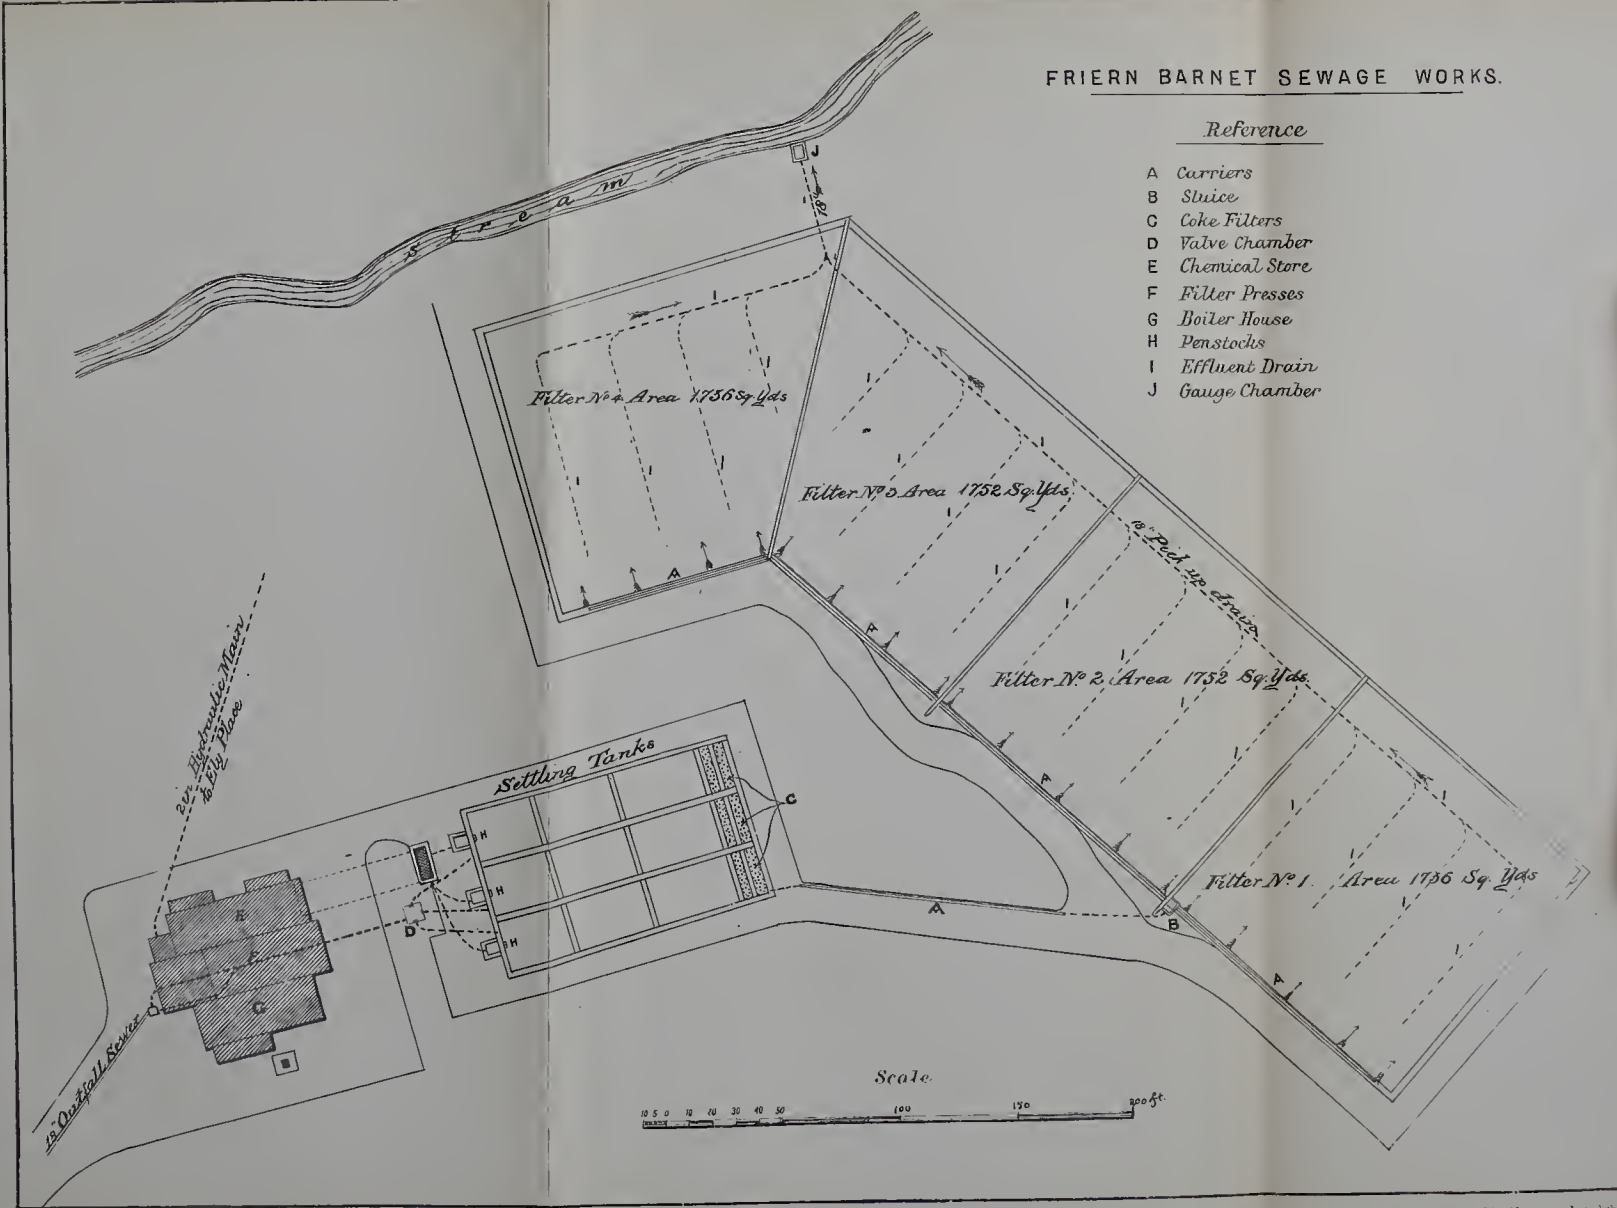 FRIERN BARNET SEWAGE WORKS.
Reference
A Carriers
B Sluice
C Coke Filters
D Valve Chamber
E Chemical Store
F Filter Presses
G Boiler House
H Penstocks
I Effluent Drain
J Gauge Chamber
J
Stream
18"
I
Filter No 4 Area 1736 Sq. Yds
I
I
I
I
I
I
Filter No 3 Area 1752 Sq. Yds.
I
I
I
A
A
18" Pick up drain
I
I
Filter No. 2 Area 1752 Sq. Yds.
I
I
A
I
I
Filter No 1. Area 1736 Sq. Yds
I
I
A
B
2 in Hydraulic Main
to Ely Place
Settling Tanks
C
H
H
H
D
A
E
F
G
18" Outfall Sewer
Scale
10 5 0 10 20 30 40 50 100 150 200 ft.